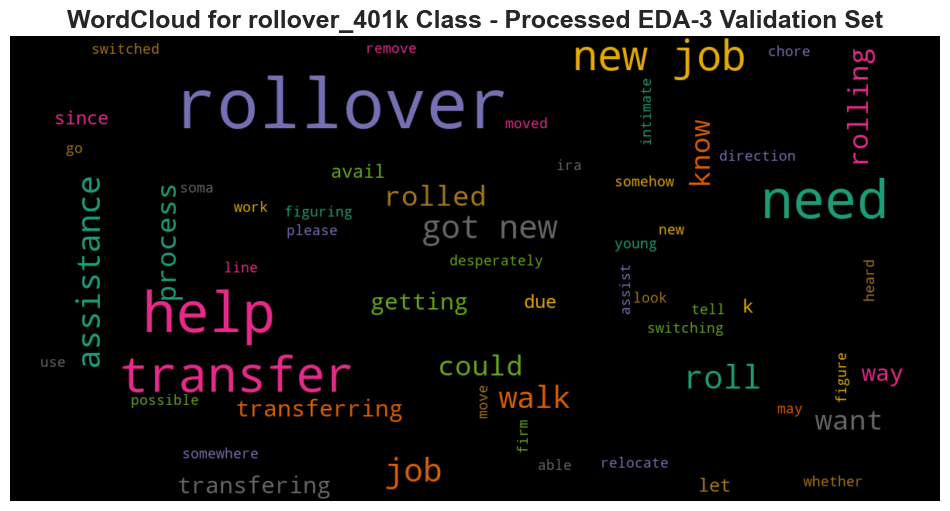 WordCloud for rollover_401k Class - Processed EDA-3 Validation Set
switched
remove
new job
chore
rollover
rolling
intimate
since
moved
know
go
direction
avail
ira
somehow
need
assistance
soma
process
rolled
work
figuring
got new
new
please
young
desperately
line
assist
heard
help
getting
due
look
tell
k
switching
use
transfer
could
roll
figure
way
possible
transferring
move
walk
may
want
firm
somewhere
job
able
relocate
transfering
let
whether